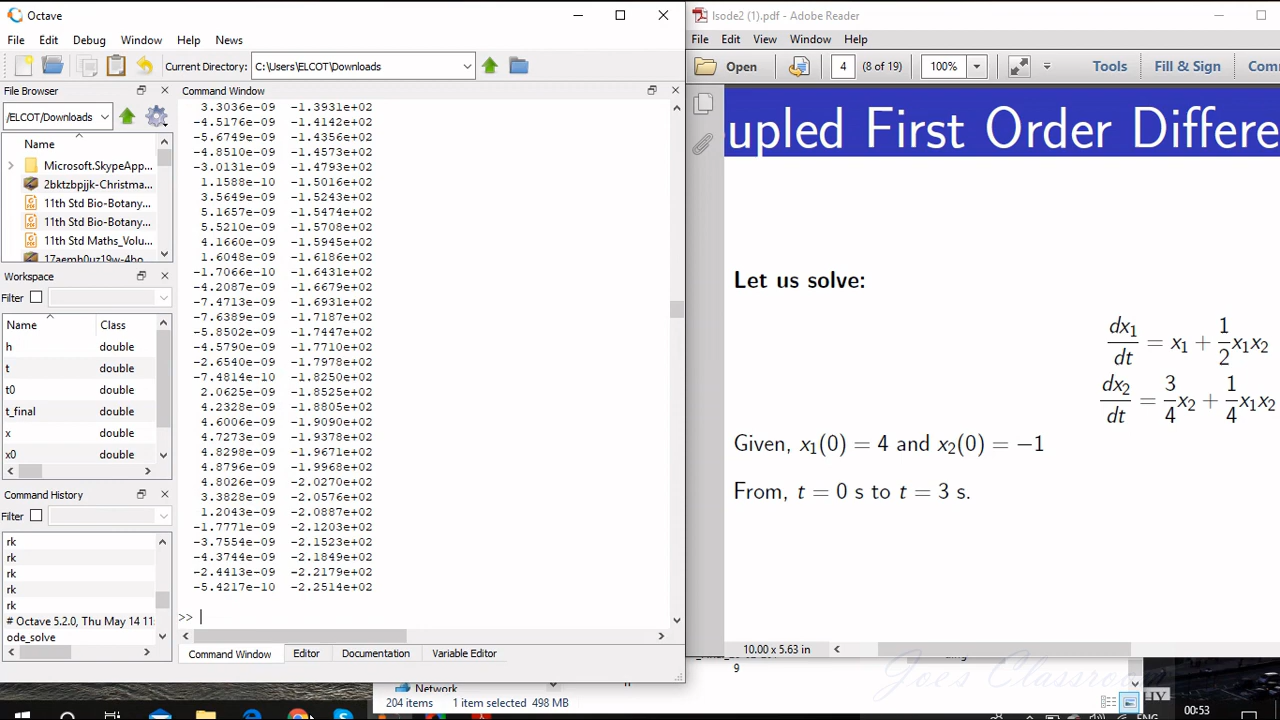 Octave
File Edit Debug Window Help News
Current Directory: C:\Users\ELCOT\Downloads
File Browser
/ELCOT/Downloads
Name
Microsoft.SkypeApp...
2bktzbpjjk-Christma...
11th Std Bio-Botany...
11th Std Bio-Botany...
11th Std Maths_Volu...
Workspace
Filter
Name Class
h double
t double
t0 double
t_final double
x double
x0 double
Command History
Filter
rk
rk
rk
rk
rk
# Octave 5.2.0, Thu May 14 11:
ode_solve
Command Window
3.3036e-09 -1.3931e+02
-4.5176e-09 -1.4142e+02
-5.6749e-09 -1.4356e+02
-4.8510e-09 -1.4573e+02
-3.0131e-09 -1.4793e+02
1.1588e-10 -1.5016e+02
3.5649e-09 -1.5243e+02
5.1657e-09 -1.5474e+02
5.5210e-09 -1.5708e+02
4.1660e-09 -1.5945e+02
1.6048e-09 -1.6186e+02
-1.7066e-10 -1.6431e+02
-4.2087e-09 -1.6679e+02
-7.4713e-09 -1.6931e+02
-7.6389e-09 -1.7187e+02
-5.8502e-09 -1.7447e+02
-4.5790e-09 -1.7710e+02
-2.6540e-09 -1.7978e+02
-7.4814e-10 -1.8250e+02
2.0625e-09 -1.8525e+02
4.2328e-09 -1.8805e+02
4.6006e-09 -1.9090e+02
4.7273e-09 -1.9378e+02
4.8298e-09 -1.9671e+02
4.8796e-09 -1.9968e+02
4.8026e-09 -2.0270e+02
3.3828e-09 -2.0576e+02
1.2043e-09 -2.0887e+02
-1.7771e-09 -2.1203e+02
-3.7554e-09 -2.1523e+02
-4.3744e-09 -2.1849e+02
-2.4413e-09 -2.2179e+02
-5.4217e-10 -2.2514e+02
>>
Command Window Editor Documentation Variable Editor
lsode2 (1).pdf - Adobe Reader
File Edit View Window Help
Open 4 (8 of 19) 100% Tools Fill & Sign Com
upled First Order Differe
Let us solve:
dx₁/dt = x₁ + 1/2 x₁x₂
dx₂/dt = 3/4 x₂ + 1/4 x₁x₂
Given, x₁(0) = 4 and x₂(0) = −1
From, t = 0 s to t = 3 s.
10.00 x 5.63 in
9
Joes Classroom
Network
204 items 1 item selected 498 MB
HY
00:53